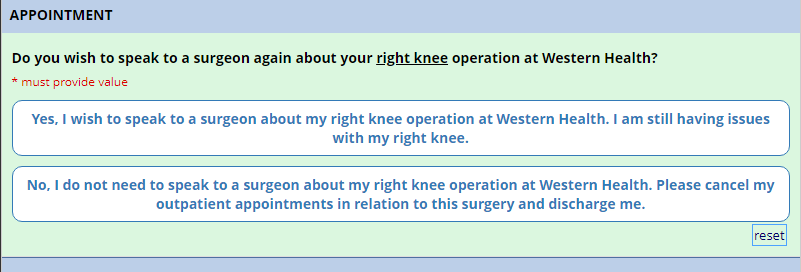 APPOINTMENT
Do you wish to speak to a surgeon again about your right knee operation at Western Health?
* must provide value
Yes, I wish to speak to a surgeon about my right knee operation at Western Health. I am still having issues
with my right knee.
No, I do not need to speak to a surgeon about my right knee operation at Western Health. Please cancel my
outpatient appointments in relation to this surgery and discharge me.
reset